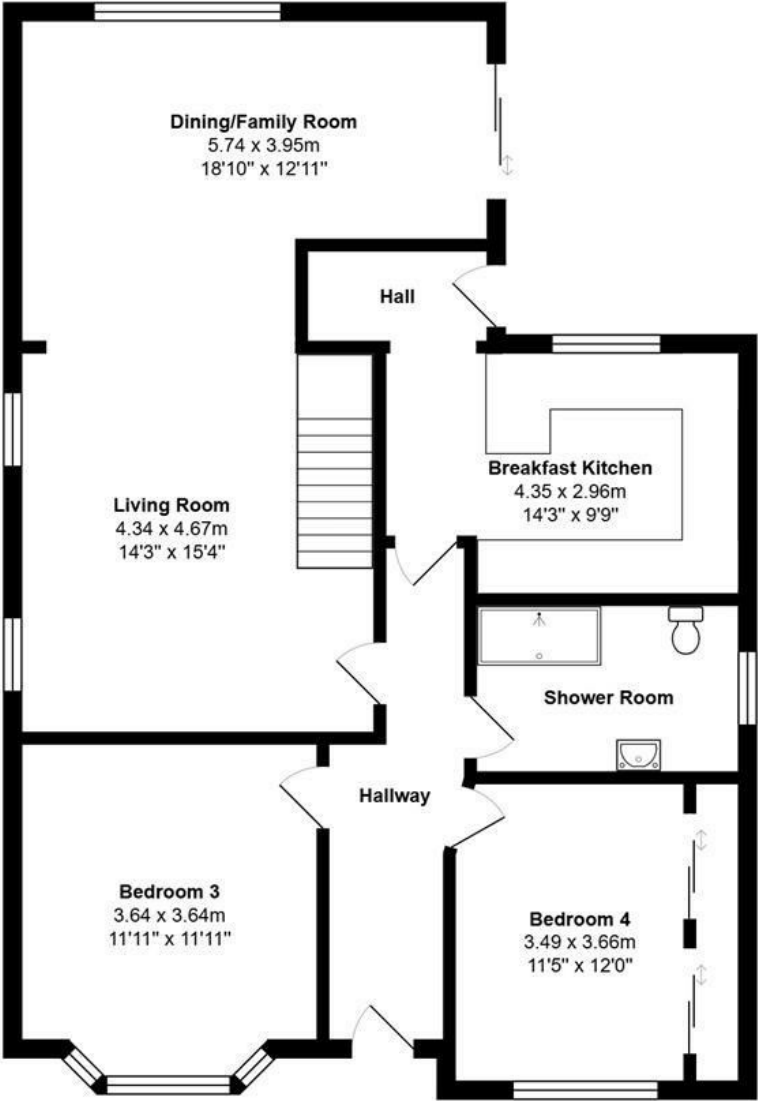 Dining/Family Room
5.74 x 3.95m
18'10" x 12'11"
Hall
Breakfast Kitchen
4.35 x 2.96m
14'3" x 9'9"
Living Room
4.34 x 4.67m
14'3" x 15'4"
Shower Room
Hallway
Bedroom 3
3.64 x 3.64m
11'11" x 11'11"
Bedroom 4
3.49 x 3.66m
11'5" x 12'0"